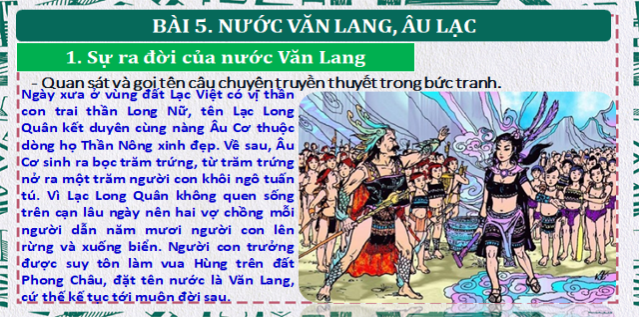 BÀI 5. NƯỚC VĂN LANG, ÂU LẠC
1. Sự ra đời của nước Văn Lang
- Quan sát và gọi tên câu chuyện truyền thuyết trong bức tranh.
Ngày xưa ở vùng đất Lạc Việt có vị thần
con trai thần Long Nữ, tên Lạc Long
Quân kết duyên cùng nàng Âu Cơ thuộc
dòng họ Thần Nông xinh đẹp. Về sau, Âu
Cơ sinh ra bọc trăm trứng, từ trăm trứng
nở ra một trăm người con khôi ngô tuấn
tú. Vì Lạc Long Quân không quen sống
trên cạn lâu ngày nên hai vợ chồng mỗi
người dẫn năm mươi người con lên
rừng và xuống biển. Người con trưởng
được suy tôn làm vua Hùng trên đất
Phong Châu, đặt tên nước là Văn Lang,
cứ thế kế tục tới muôn đời sau.